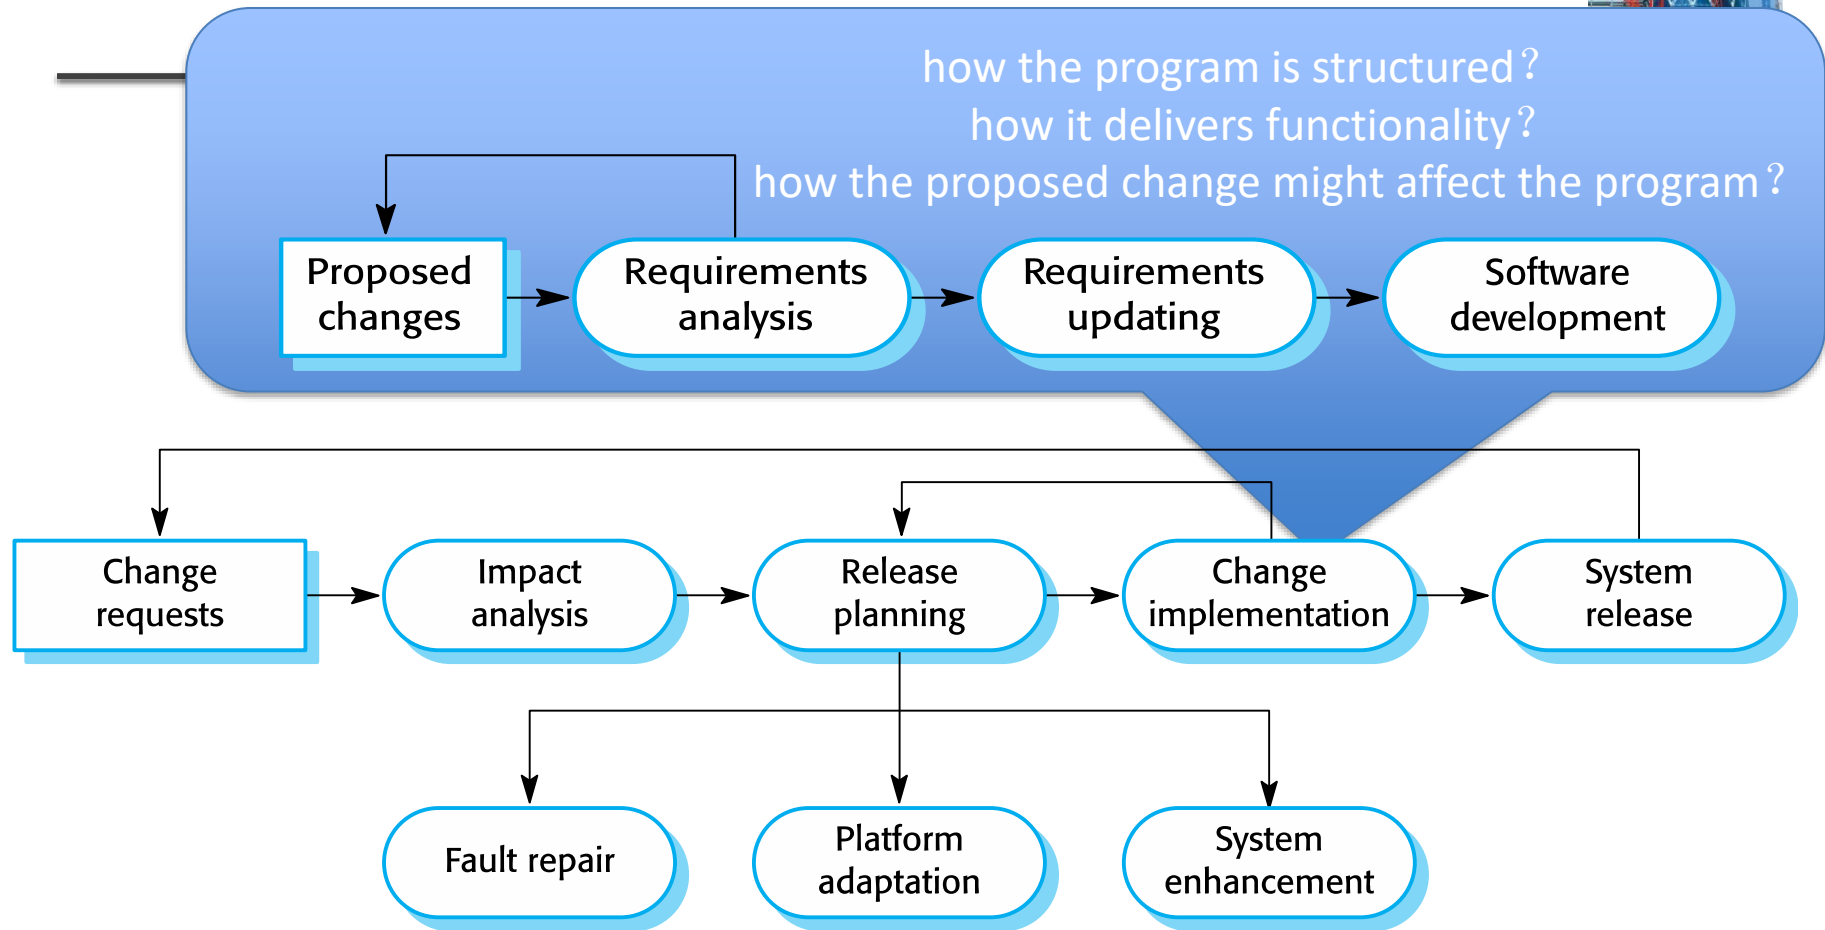 how the program is structured？
how it delivers functionality？
how the proposed change might affect the program？
Proposed
changes
Requirements
analysis
Requirements
updating
Software
development
Change
requests
Impact
analysis
Release
planning
Change
implementation
System
release
Fault repair
Platform
adaptation
System
enhancement